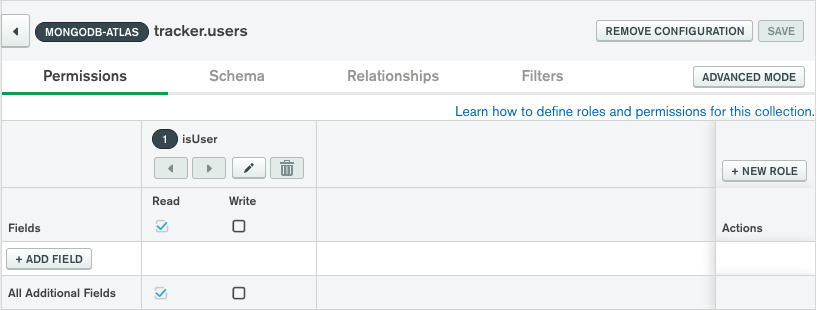 MONGODB-ATLAS tracker.users REMOVE CONFIGURATION SAVE
Permissions Schema Relationships Filters ADVANCED MODE
Learn how to define roles and permissions for this collection.
1 isUser
+ NEW ROLE
Read Write
Fields Actions
+ ADD FIELD
All Additional Fields